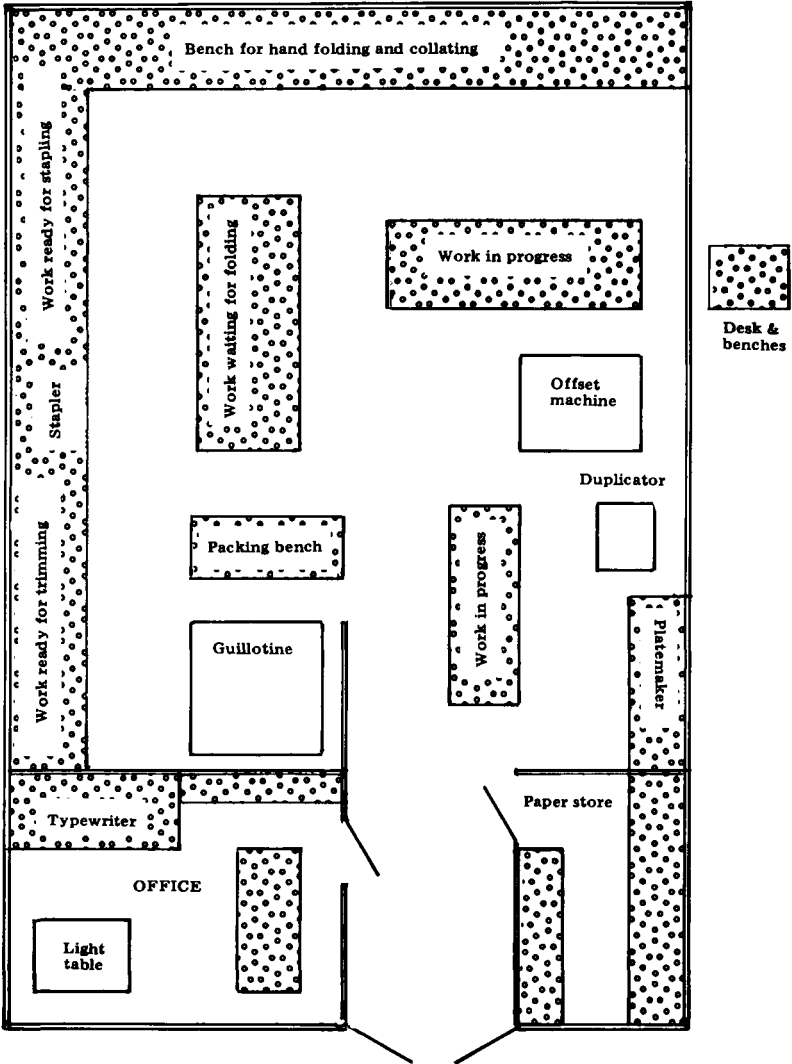 Bench for hand folding and collating
Work ready for stapling
Work waiting for folding
Work in progress
Desk &
benches
Offset
machine
Stapler
Duplicator
Packing bench
Work in progress
Work ready for trimming
Guillotine
Platemaker
Paper store
Typewriter
OFFICE
Light
table